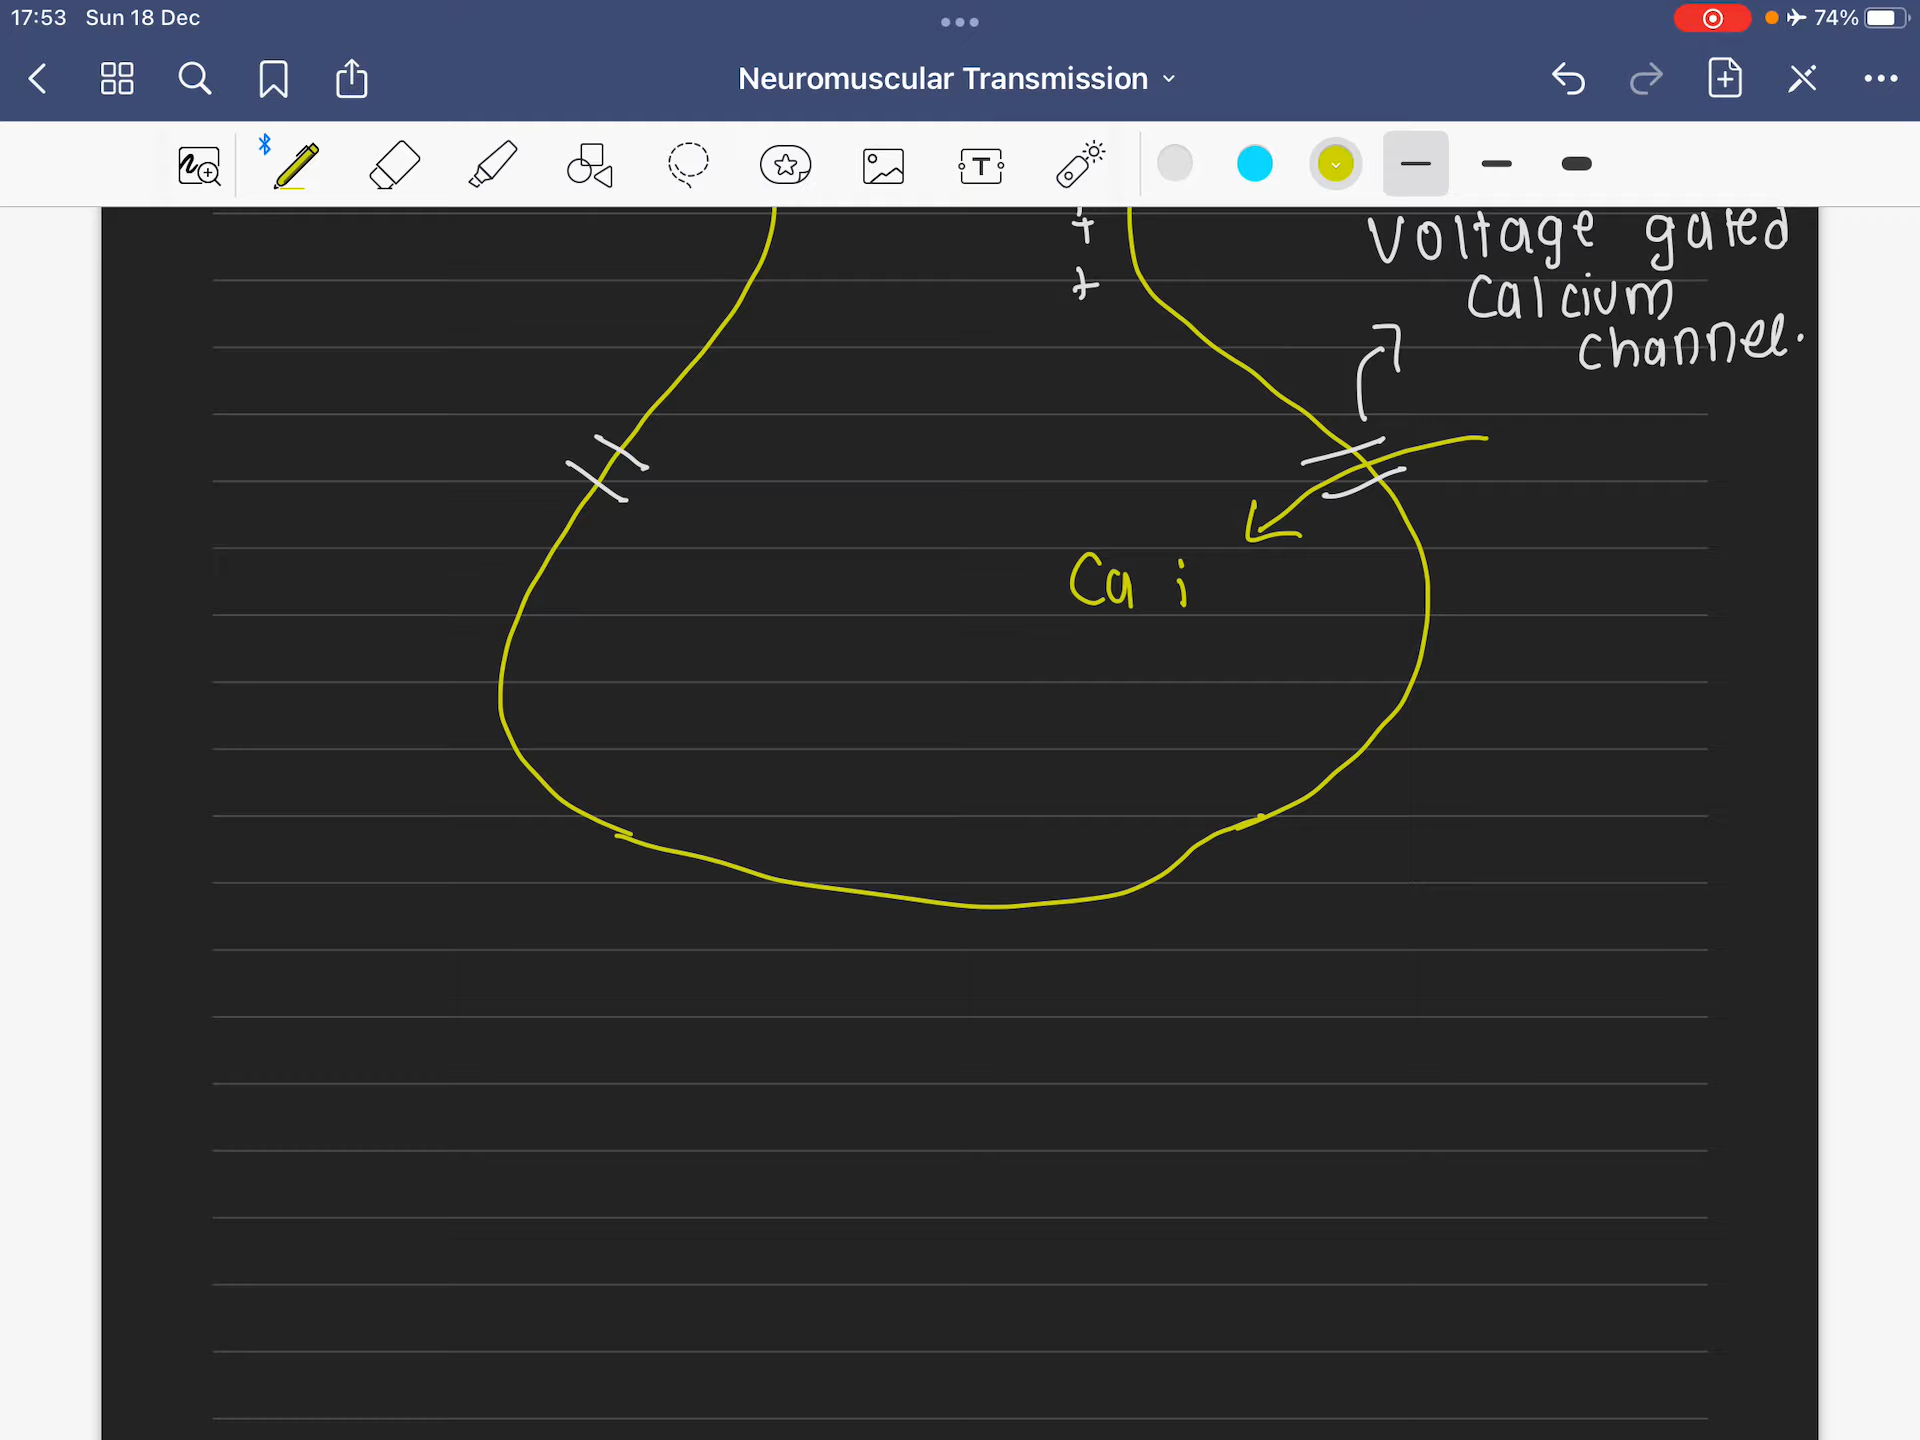 17:53 Sun 18 Dec
74%
Neuromuscular Transmission
T
+
+
Voltage gated
Calcium
channel.
Ca i